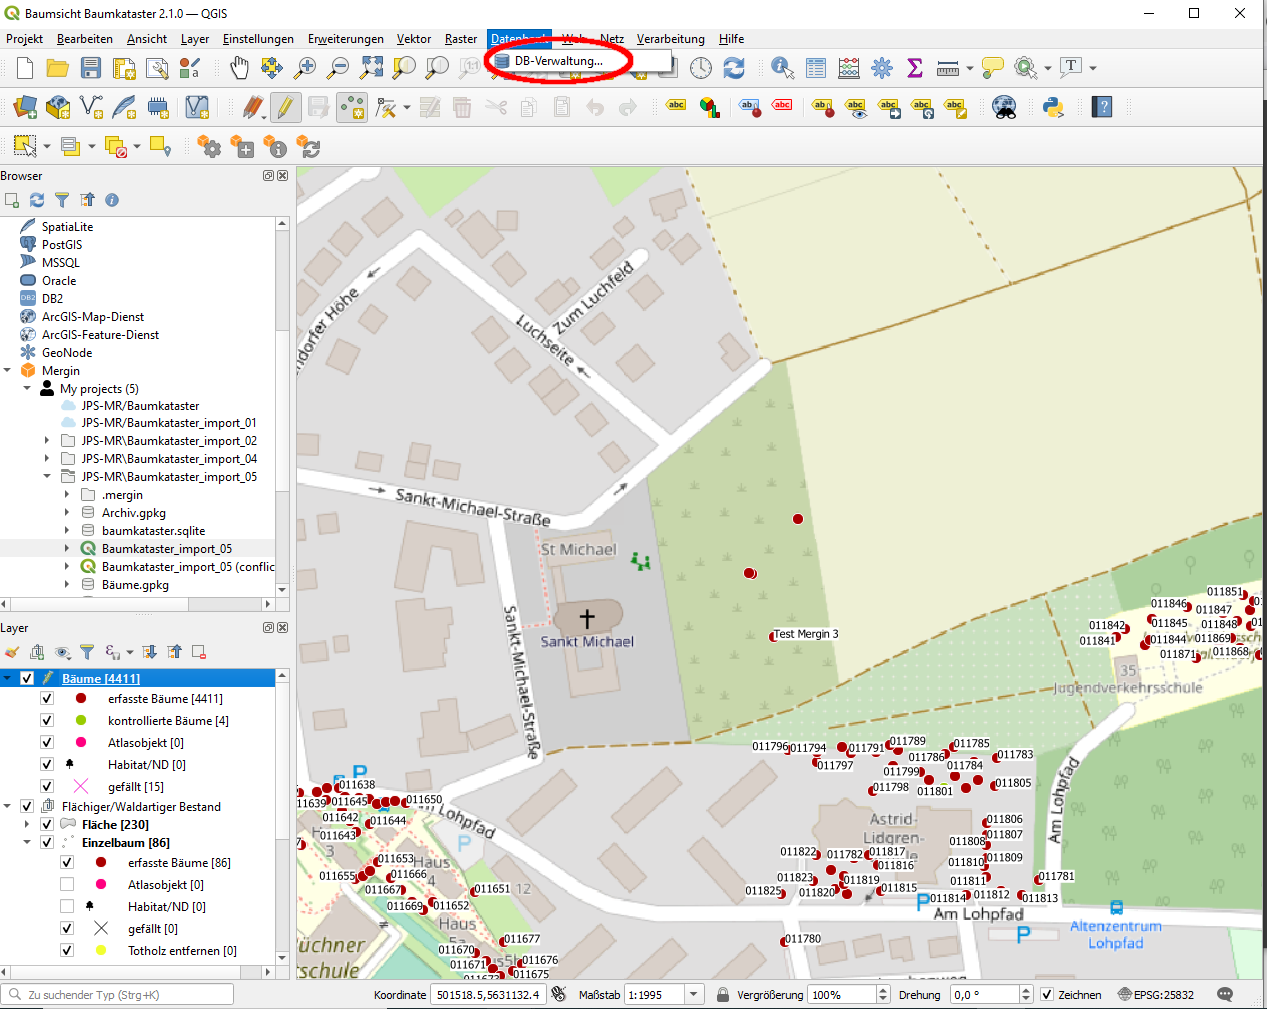 Baumsicht Baumkataster 2.1.0 — QGIS
Projekt Bearbeiten Ansicht Layer Einstellungen Erweiterungen Vektor Raster Datenbank Web Netz Verarbeitung Hilfe
DB-Verwaltung...
Browser
SpatiaLite
PostGIS
MSSQL
Oracle
DB2
ArcGIS-Map-Dienst
ArcGIS-Feature-Dienst
GeoNode
Mergin
My projects (5)
JPS-MR/Baumkataster
JPS-MR/Baumkataster_import_01
JPS-MR\Baumkataster_import_02
JPS-MR\Baumkataster_import_04
JPS-MR\Baumkataster_import_05
.mergin
Archiv.gpkg
baumkataster.sqlite
Baumkataster_import_05
Baumkataster_import_05 (conflic
Bäume.gpkg
Layer
Bäume [4411]
erfasste Bäume [4411]
kontrollierte Bäume [4]
Atlasobjekt [0]
Habitat/ND [0]
gefällt [15]
Flächiger/Waldartiger Bestand
Fläche [230]
Einzelbaum [86]
erfasste Bäume [86]
Atlasobjekt [0]
Habitat/ND [0]
gefällt [0]
Totholz entfernen [0]
ndorfer Höhe
Luchseite
Zum Luchfeld
Sankt-Michael-Straße
St Michael
Sankt Michael
Sankt-Michael-Straße
Test Mergin 3
011851
011846 011847
011842 011845 011848
011841 011844 011869
011871 011868
35
Jugendverkehrsschule
011796 011794 011791 011789 011785
011786 011783
011797 011799 011784
011798 011801 011805
Am Lohpfad
011638
011639 011645 011650
011642 011644
011643
Lohpfad
3
011653
Haus
4
011655 011666
011667 011651
12
011669 011652
Haus
5a
011677
011670
011671 011676
011675
üchner
schule
Astrid-
Lidgren-
011806
011807
011808
011822 011782 011817 011809
011816 011810
011823 011819 011811 011781
011825 011820 011815
011814 011812 011813
Am Lohpfad
011780
Altenzentrum
Lohpfad
Zu suchender Typ (Strg+K) Koordinate 501518.5,5631132.4 Maßstab 1:1995 Vergrößerung 100% Drehung 0,0 ° Zeichnen EPSG:25832